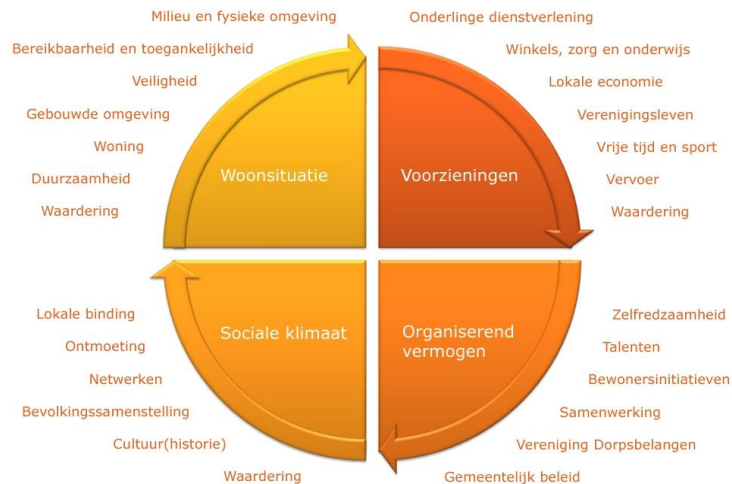 Milieu en fysieke omgeving
Bereikbaarheid en toegankelijkheid
Veiligheid
Gebouwde omgeving
Woning
Duurzaamheid
Waardering
Woonsituatie
Onderlinge dienstverlening
Winkels, zorg en onderwijs
Lokale economie
Verenigingsleven
Vrije tijd en sport
Vervoer
Waardering
Voorzieningen
Lokale binding
Ontmoeting
Netwerken
Bevolkingssamenstelling
Cultuur(historie)
Waardering
Sociale klimaat
Organiserend
vermogen
Zelfredzaamheid
Talenten
Bewonersinitiatieven
Samenwerking
Vereniging Dorpsbelangen
Gemeentelijk beleid